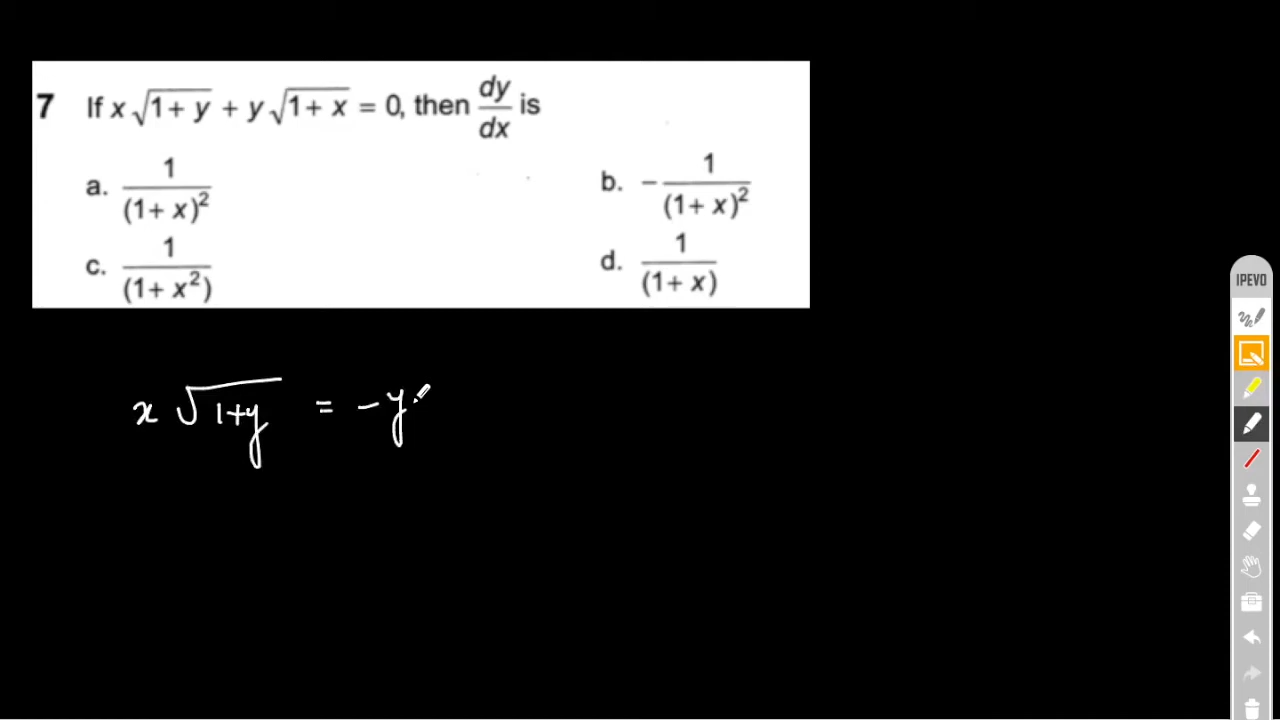 7 If x√(1 + y) + y√(1 + x) = 0, then dy/dx is
a. 1/(1 + x)²
b. − 1/(1 + x)²
c. 1/(1 + x²)
d. 1/(1 + x)
IPEVO
x √(1+y) = −y